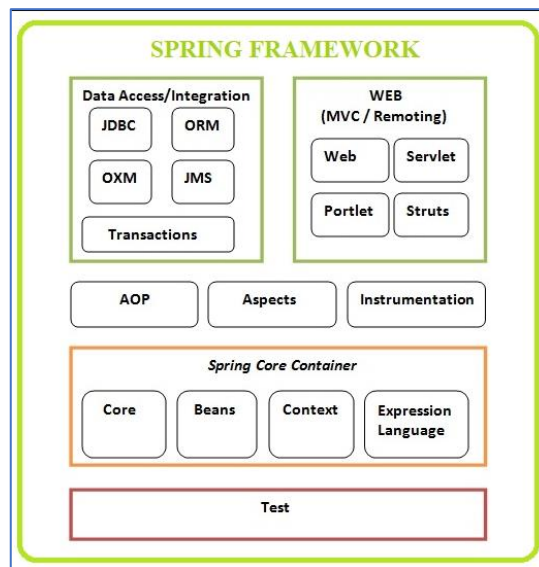 SPRING FRAMEWORK
Data Access/Integration
JDBC
ORM
OXM
JMS
Transactions
WEB
(MVC / Remoting)
Web
Servlet
Portlet
Struts
AOP
Aspects
Instrumentation
Spring Core Container
Core
Beans
Context
Expression
Language
Test